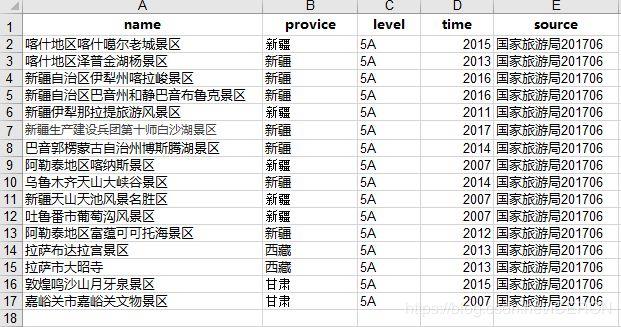 A B C D E
1 name provice level time source
2 喀什地区喀什噶尔老城景区 新疆 5A 2015 国家旅游局201706
3 喀什地区泽普金湖杨景区 新疆 5A 2013 国家旅游局201706
4 新疆自治区伊犁州喀拉峻景区 新疆 5A 2016 国家旅游局201706
5 新疆自治区巴音州和静巴音布鲁克景区 新疆 5A 2016 国家旅游局201706
6 新疆伊犁那拉提旅游风景区 新疆 5A 2011 国家旅游局201706
7 新疆生产建设兵团第十师白沙湖景区 新疆 5A 2017 国家旅游局201706
8 巴音郭楞蒙古自治州博斯腾湖景区 新疆 5A 2014 国家旅游局201706
9 阿勒泰地区喀纳斯景区 新疆 5A 2007 国家旅游局201706
10 乌鲁木齐天山大峡谷景区 新疆 5A 2014 国家旅游局201706
11 新疆天山天池风景名胜区 新疆 5A 2007 国家旅游局201706
12 吐鲁番市葡萄沟风景区 新疆 5A 2007 国家旅游局201706
13 阿勒泰地区富蕴可可托海景区 新疆 5A 2012 国家旅游局201706
14 拉萨布达拉宫景区 西藏 5A 2013 国家旅游局201706
15 拉萨市大昭寺 西藏 5A 2013 国家旅游局201706
16 敦煌鸣沙山月牙泉景区 甘肃 5A 2015 国家旅游局201706
17 嘉峪关市嘉峪关文物景区 甘肃 5A 2007 国家旅游局201706
18